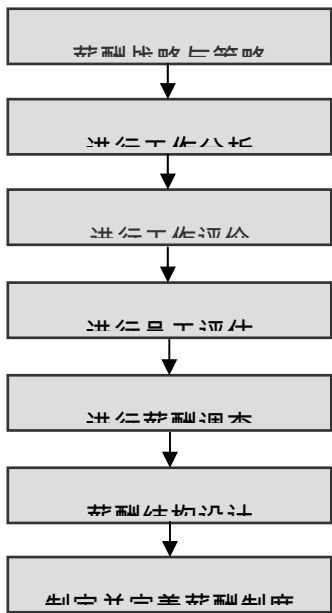 薪酬战略与策略
进行工作分析
进行工作评价
进行员工评估
进行薪酬调查
薪酬结构设计
制定并完善薪酬制度